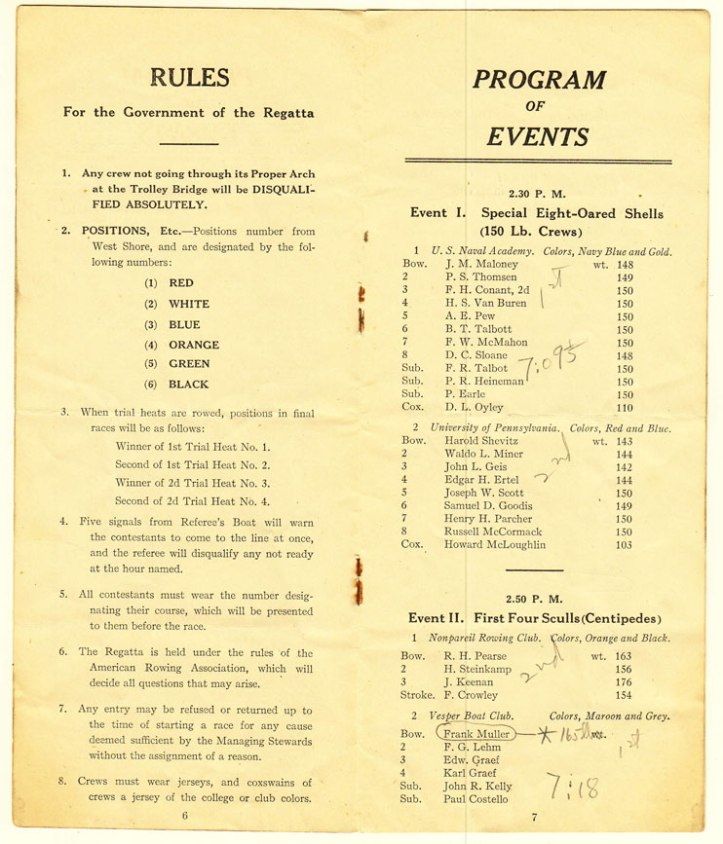 RULES
For the Government of the Regatta
1. Any crew not going through its Proper Arch
at the Trolley Bridge will be DISQUALI-
FIED ABSOLUTELY.
2. POSITIONS, Etc.—Positions number from
West Shore, and are designated by the fol-
lowing numbers:
(1) RED
(2) WHITE
(3) BLUE
(4) ORANGE
(5) GREEN
(6) BLACK
3. When trial heats are rowed, positions in final
races will be as follows:
Winner of 1st Trial Heat No. 1.
Second of 1st Trial Heat No. 2.
Winner of 2d Trial Heat No. 3.
Second of 2d Trial Heat No. 4.
4. Five signals from Referee's Boat will warn
the contestants to come to the line at once,
and the referee will disqualify any not ready
at the hour named.
5. All contestants must wear the number desig-
nating their course, which will be presented
to them before the race.
6. The Regatta is held under the rules of the
American Rowing Association, which will
decide all questions that may arise.
7. Any entry may be refused or returned up to
the time of starting a race for any cause
deemed sufficient by the Managing Stewards
without the assignment of a reason.
8. Crews must wear jerseys, and coxswains of
crews a jersey of the college or club colors.
6
PROGRAM
OF
EVENTS
2.30 P. M.
Event I. Special Eight-Oared Shells
(150 Lb. Crews)
1 U. S. Naval Academy. Colors, Navy Blue and Gold.
Bow. J. M. Maloney wt. 148
2 P. S. Thomsen 149
3 F. H. Conant, 2d 150
1st
4 H. S. Van Buren 150
5 A. E. Pew 150
6 B. T. Talbott 150
7 F. W. McMahon 150
8 D. C. Sloane 148
Sub. F. R. Talbot 150
Sub. P. R. Heineman 150
Sub. P. Earle 150
Cox. D. L. Oyley 110
2 University of Pennsylvania. Colors, Red and Blue.
Bow. Harold Shevitz wt. 143
2 Waldo L. Miner 144
3 John L. Geis 142
2nd
4 Edgar H. Ertel 144
5 Joseph W. Scott 150
6 Samuel D. Goodis 149
7 Henry H. Parcher 150
8 Russell McCormack 150
Cox. Howard McLoughlin 103
2.50 P. M.
Event II. First Four Sculls (Centipedes)
1 Nonpareil Rowing Club. Colors, Orange and Black.
Bow. R. H. Pearse wt. 163
2 H. Steinkamp 156
2nd
3 J. Keenan 176
Stroke. F. Crowley 154
2 Vesper Boat Club. Colors, Maroon and Grey.
Bow. Frank Muller * 165
1st
2 F. G. Lehm
3 Edw. Graef
4 Karl Graef
7:18
Sub. John R. Kelly
Sub. Paul Costello
7